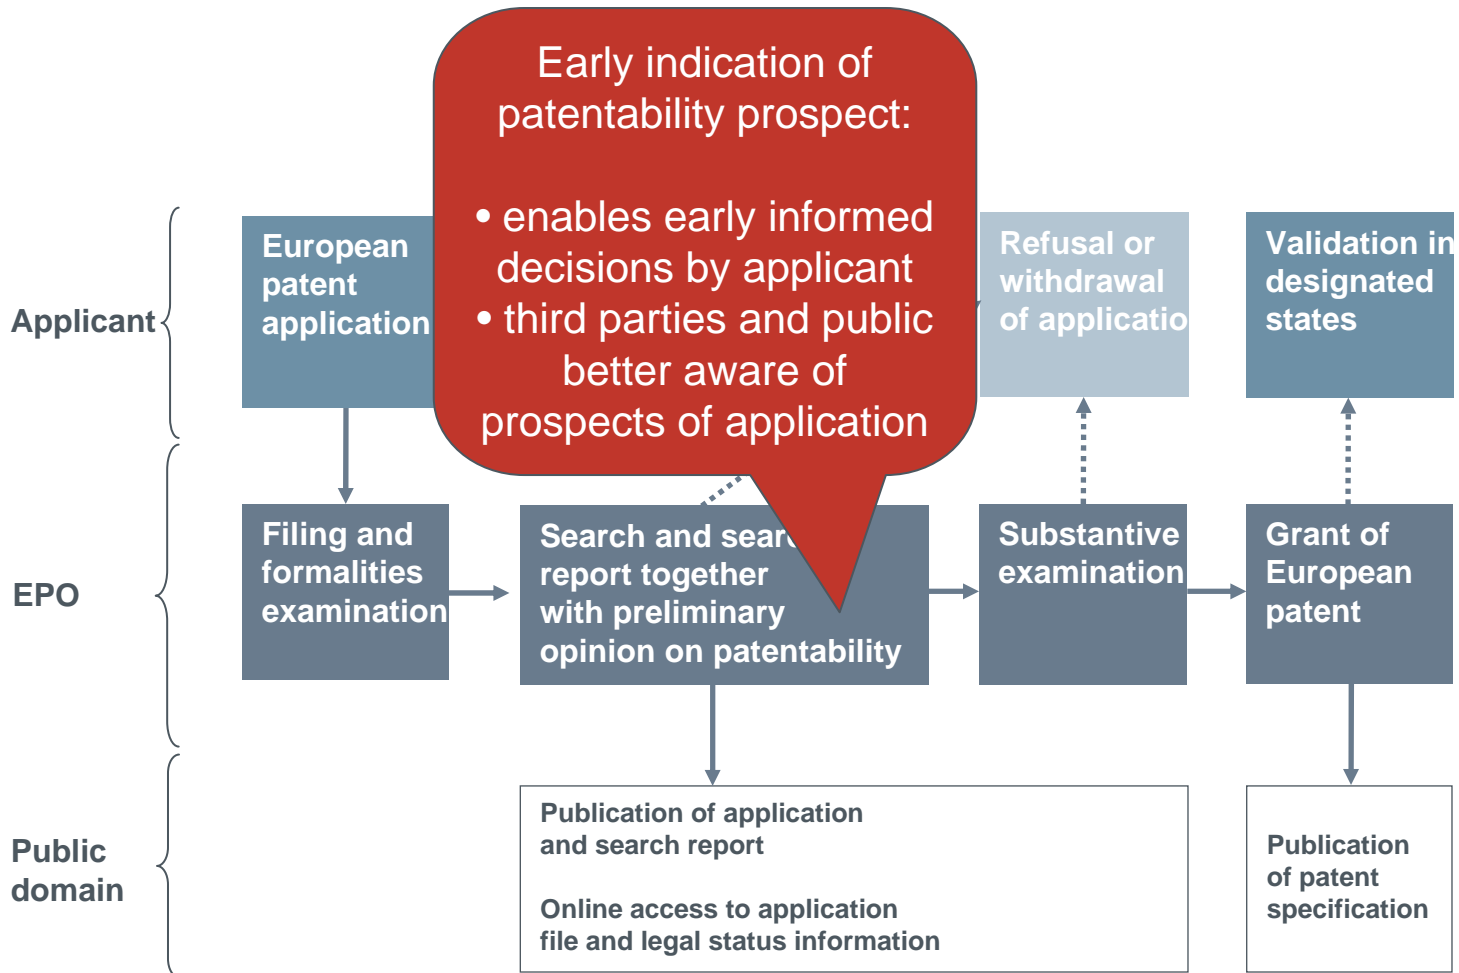 Early indication of
patentability prospect:
• enables early informed
decisions by applicant
• third parties and public
better aware of
prospects of application
Applicant
European
patent
application
Refusal or
withdrawal
of applicatio
Validation in
designated
states
EPO
Filing and
formalities
examination
Search and sear
report together
with preliminary
opinion on patentability
Substantive
examination
Grant of
European
patent
Public
domain
Publication of application
and search report
Online access to application
file and legal status information
Publication
of patent
specification